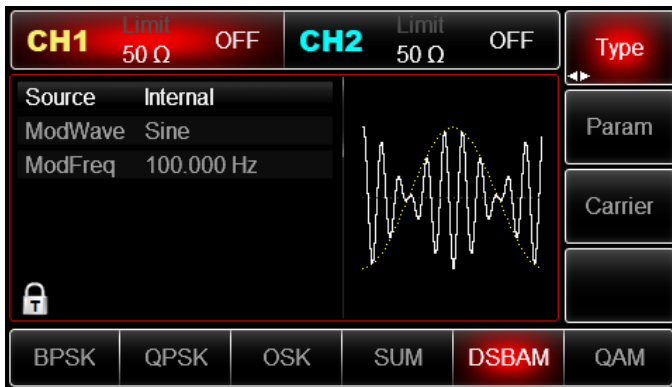 CH1 Limit 50 Ω OFF CH2 Limit 50 Ω OFF Type
Source Internal
ModWave Sine
ModFreq 100.000 Hz
Param
Carrier
T
BPSK QPSK OSK SUM DSBAM QAM